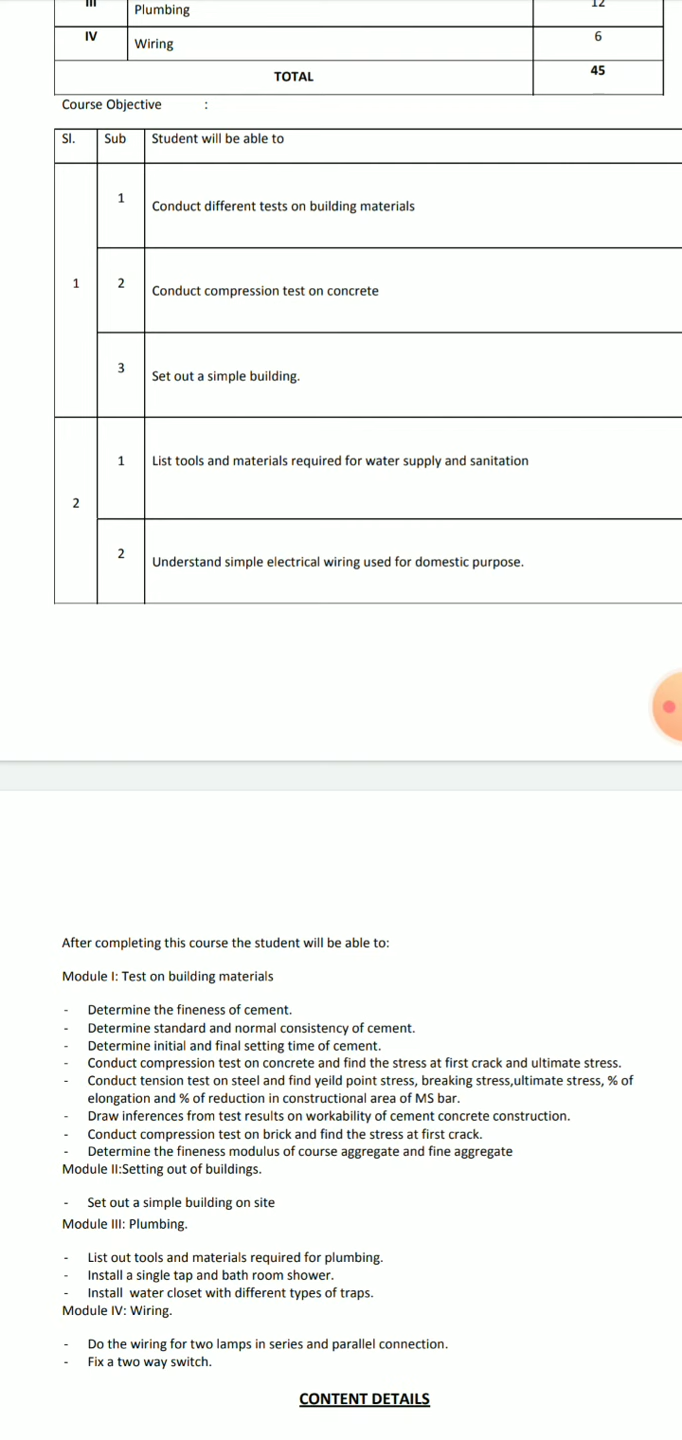 III Plumbing 12
IV Wiring 6
TOTAL 45
Course Objective :
Sl. Sub Student will be able to
1 Conduct different tests on building materials
1 2 Conduct compression test on concrete
3 Set out a simple building.
1 List tools and materials required for water supply and sanitation
2
2 Understand simple electrical wiring used for domestic purpose.
After completing this course the student will be able to:
Module I: Test on building materials
- Determine the fineness of cement.
- Determine standard and normal consistency of cement.
- Determine initial and final setting time of cement.
- Conduct compression test on concrete and find the stress at first crack and ultimate stress.
- Conduct tension test on steel and find yeild point stress, breaking stress,ultimate stress, % of
elongation and % of reduction in constructional area of MS bar.
- Draw inferences from test results on workability of cement concrete construction.
- Conduct compression test on brick and find the stress at first crack.
- Determine the fineness modulus of course aggregate and fine aggregate
Module II:Setting out of buildings.
- Set out a simple building on site
Module III: Plumbing.
- List out tools and materials required for plumbing.
- Install a single tap and bath room shower.
- Install water closet with different types of traps.
Module IV: Wiring.
- Do the wiring for two lamps in series and parallel connection.
- Fix a two way switch.
CONTENT DETAILS